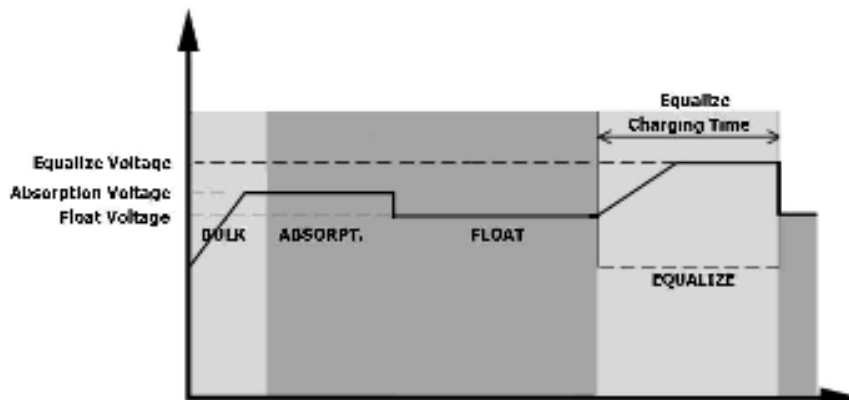 Equalize
Charging Time
Equalize Voltage
Absorption Voltage
Float Voltage
BULK
ABSORPT.
FLOAT
EQUALIZE